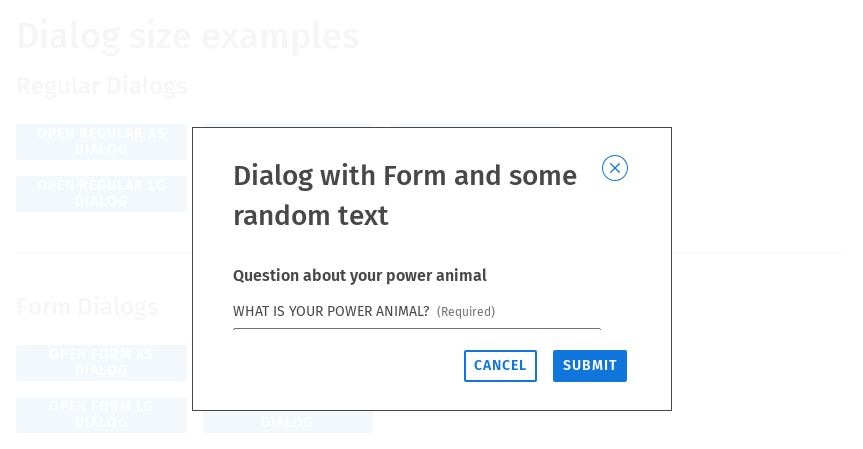 Dialog size examples
Regular Dialogs
OPEN REGULAR XS
DIALOG
OPEN REGULAR LG
DIALOG
Dialog with Form and some
random text
Question about your power animal
WHAT IS YOUR POWER ANIMAL? (Required)
CANCEL SUBMIT
Form Dialogs
OPEN FORM XS
DIALOG
OPEN FORM LG
DIALOG
DIALOG